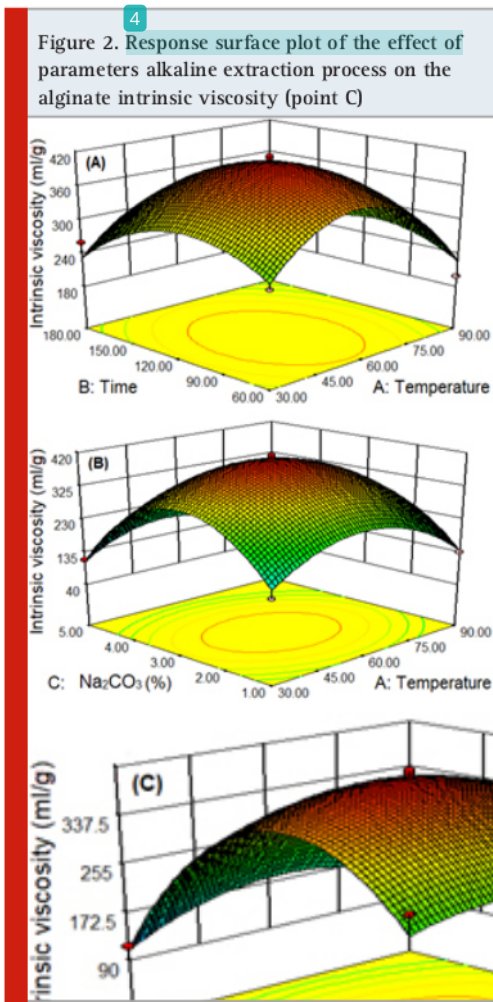 4
Figure 2. Response surface plot of the effect of
parameters alkaline extraction process on the
alginate intrinsic viscosity (point C)
(A)
Intrinsic viscosity (ml/g)
420
360
300
240
180
180.00
150.00
120.00
90.00
60.00
30.00
45.00
60.00
75.00
90.00
B: Time
A: Temperature
(B)
Intrinsic viscosity (ml/g)
420
325
230
135
40
5.00
4.00
3.00
2.00
1.00
30.00
45.00
60.00
75.00
90.00
C: Na₂CO₃ (%)
A: Temperature
(C)
rinsic viscosity (ml/g)
337.5
255
172.5
90